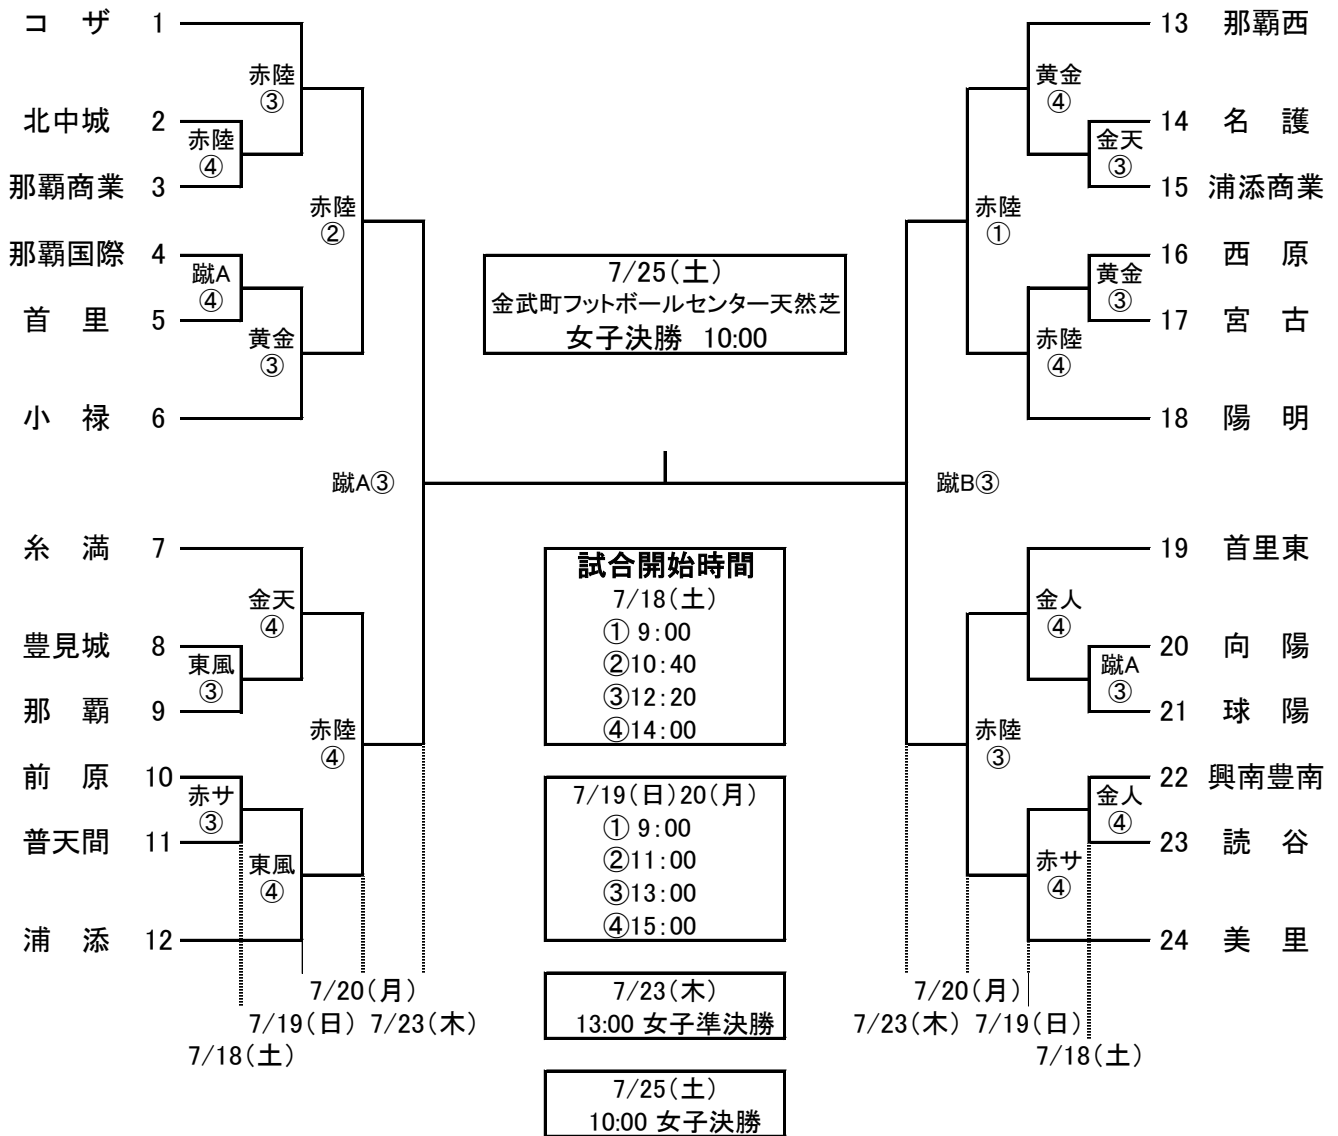 コ ザ 1
赤陸
③
北中城 2
赤陸
④
那覇商業 3
赤陸
②
那覇国際 4
蹴A
④
首 里 5
黄金
③
小 禄 6
蹴A③
糸 満 7
金天
④
豊見城 8
東風
③
那 覇 9
赤陸
④
前 原 10
赤サ
③
普天間 11
東風
④
浦 添 12
7/20(月)
7/19(日) 7/23(木)
7/18(土)
7/25(土)
金武町フットボールセンター天然芝
女子決勝 10:00
試合開始時間
7/18(土)
① 9:00
②10:40
③12:20
④14:00
7/19(日)20(月)
① 9:00
②11:00
③13:00
④15:00
7/23(木)
13:00 女子準決勝
7/25(土)
10:00 女子決勝
13 那覇西
黄金
④
14 名 護
金天
③
15 浦添商業
赤陸
①
16 西 原
黄金
③
17 宮 古
赤陸
④
18 陽 明
蹴B③
19 首里東
金人
④
20 向 陽
蹴A
③
21 球 陽
赤陸
③
22 興南豊南
金人
④
23 読 谷
赤サ
④
24 美 里
7/20(月)
7/23(木) 7/19(日)
7/18(土)